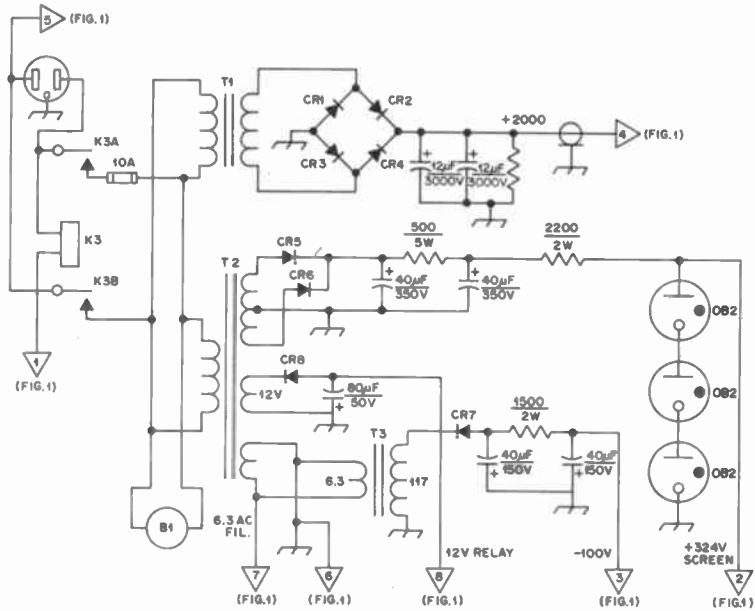 5 (FIG.1)
T1
CR1 CR2
+2000
K3A
CR3 CR4
4 (FIG.1)
10A
12µF
3000V
12µF
3000V
K3
500
5W
2200
2W
CR5
T2
K3B
CR6
40µF
350V
40µF
350V
OB2
1
(FIG.1)
CR8
12V
80µF
50V
OB2
CR7
1500
2W
T3
40µF
150V
40µF
150V
6.3
117
OB2
B1
6.3 AC
FIL.
12V RELAY
-100V
+324V
SCREEN
7
(FIG.1)
6
(FIG.1)
8
(FIG.1)
3
(FIG.1)
2
(FIG.1)